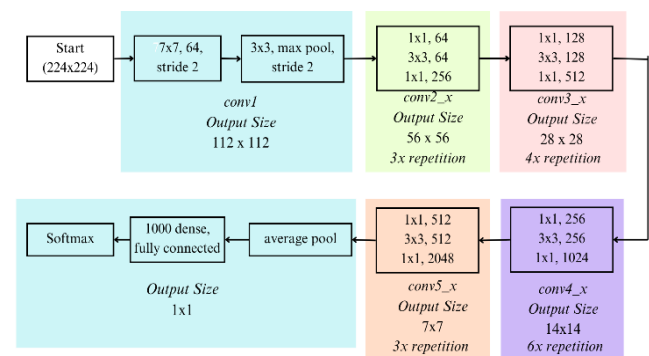 Start
(224x224)
7x7, 64,
stride 2
3x3, max pool,
stride 2
conv1
Output Size
112 x 112
1x1, 64
3x3, 64
1x1, 256
conv2_x
Output Size
56 x 56
3x repetition
1x1, 128
3x3, 128
1x1, 512
conv3_x
Output Size
28 x 28
4x repetition
1x1, 256
3x3, 256
1x1, 1024
conv4_x
Output Size
14x14
6x repetition
1x1, 512
3x3, 512
1x1, 2048
conv5_x
Output Size
7x7
3x repetition
average pool
1000 dense,
fully connected
Softmax
Output Size
1x1